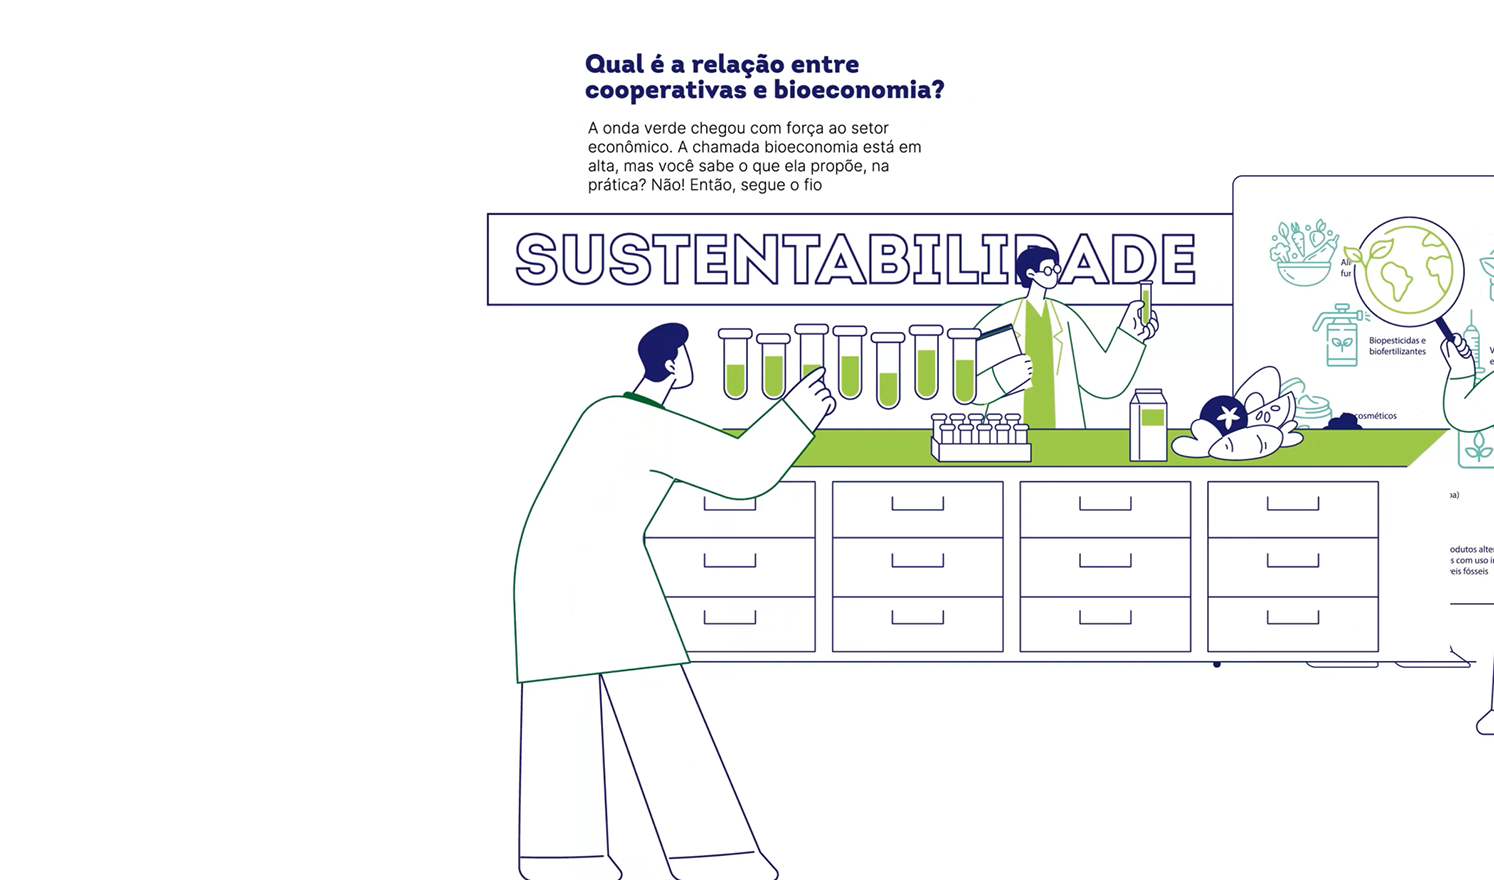 Qual é a relação entre
cooperativas e bioeconomia?
A onda verde chegou com força ao setor
econômico. A chamada bioeconomia está em
alta, mas você sabe o que ela propõe, na
prática? Não! Então, segue o fio
SUSTENTABILIDADE
Biopesticidas e
biofertilizantes
cosméticos